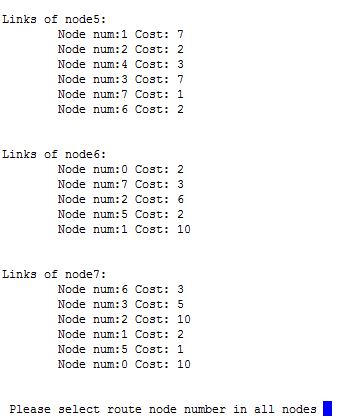 Links of node5:
Node num:1 Cost: 7
Node num:2 Cost: 2
Node num:4 Cost: 3
Node num:3 Cost: 7
Node num:7 Cost: 1
Node num:6 Cost: 2
Links of node6:
Node num:0 Cost: 2
Node num:7 Cost: 3
Node num:2 Cost: 6
Node num:5 Cost: 2
Node num:1 Cost: 10
Links of node7:
Node num:6 Cost: 3
Node num:3 Cost: 5
Node num:2 Cost: 10
Node num:1 Cost: 2
Node num:5 Cost: 1
Node num:0 Cost: 10
Please select route node number in all nodes